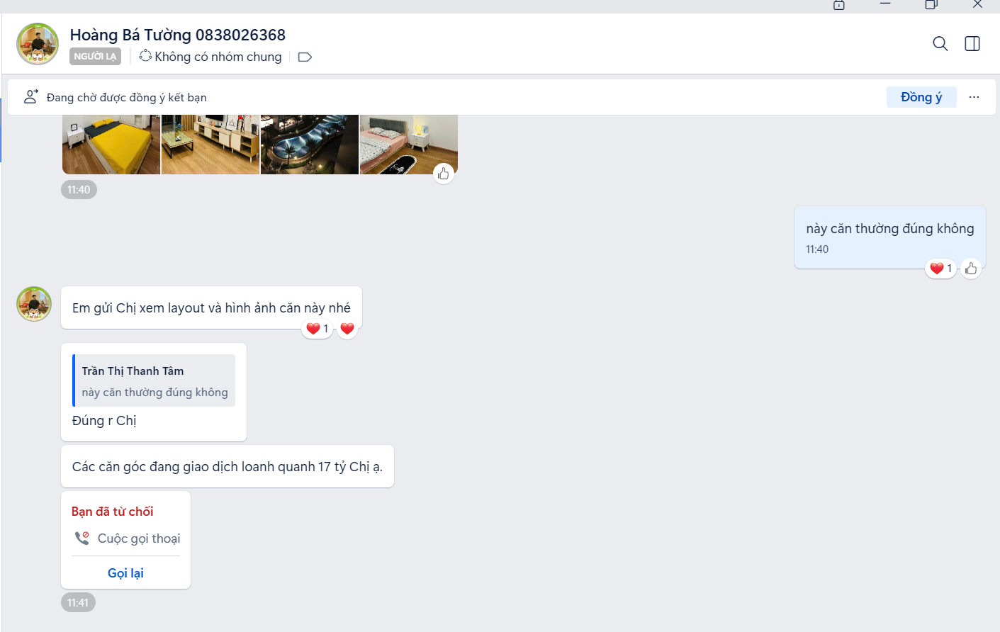 Hoàng Bá Tường 0838026368
NGƯỜI LẠ
Không có nhóm chung
Đang chờ được đồng ý kết bạn
Đồng ý
11:40
này căn thường đúng không
11:40
1
Em gửi Chị xem layout và hình ảnh căn này nhé
1
Trần Thị Thanh Tâm
này căn thường đúng không
Đúng r Chị
Các căn góc đang giao dịch loanh quanh 17 tỷ Chị ạ.
Bạn đã từ chối
Cuộc gọi thoại
Gọi lại
11:41